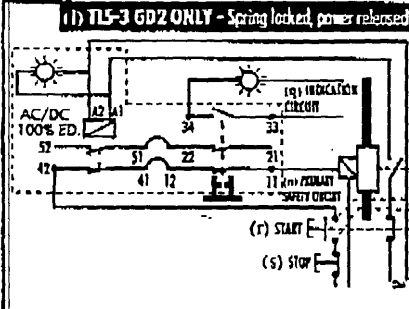 (l) TLS-3 GD2 ONLY - Spring locked, power released
(q) INDICATION
CIRCUIT
AC/DC
100% ED.
A2 A1
34 33
52 51 22 21
42 41 12 11
(n) PRIMARY
SAFETY CIRCUIT
(r) START
(s) STOP